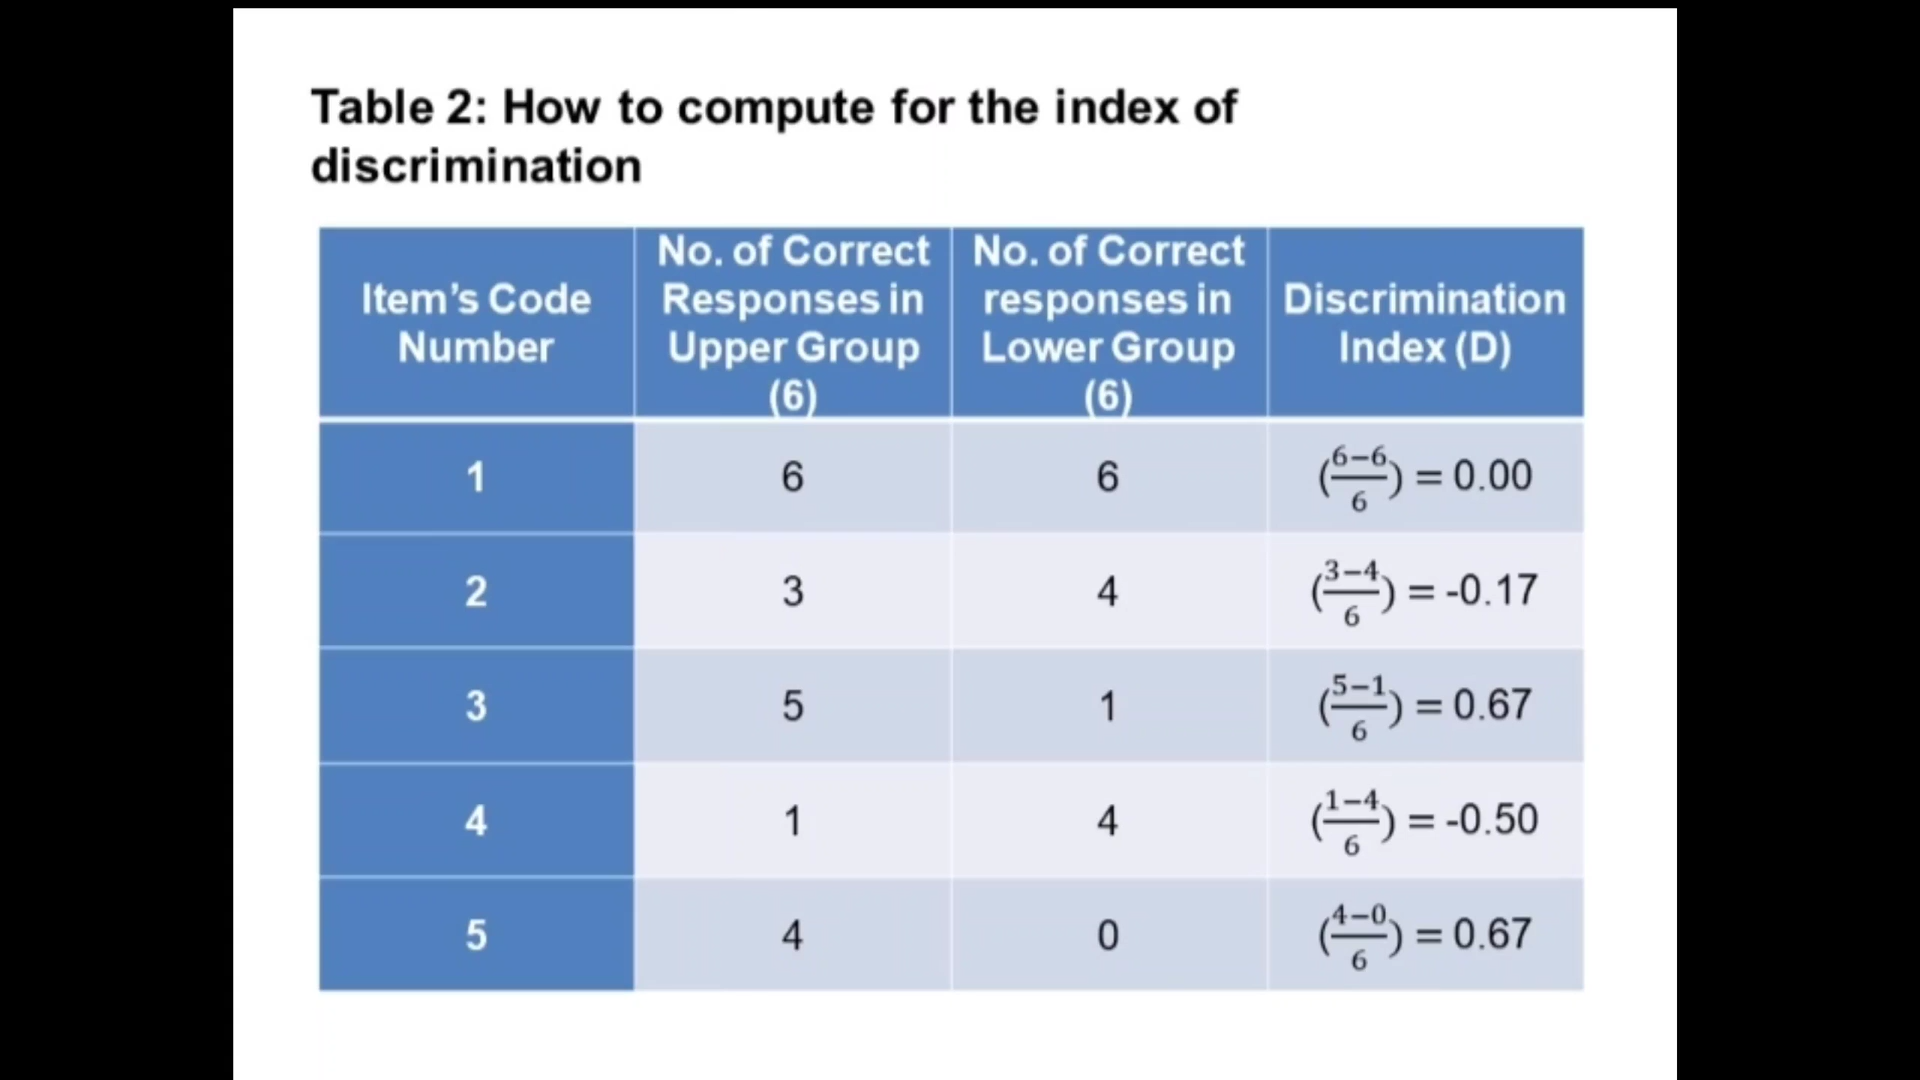 Table 2: How to compute for the index of
discrimination
Item’s Code
Number
No. of Correct
Responses in
Upper Group
(6)
No. of Correct
responses in
Lower Group
(6)
Discrimination
Index (D)
1
6
6
(6−6/6) = 0.00
2
3
4
(3−4/6) = -0.17
3
5
1
(5−1/6) = 0.67
4
1
4
(1−4/6) = -0.50
5
4
0
(4−0/6) = 0.67